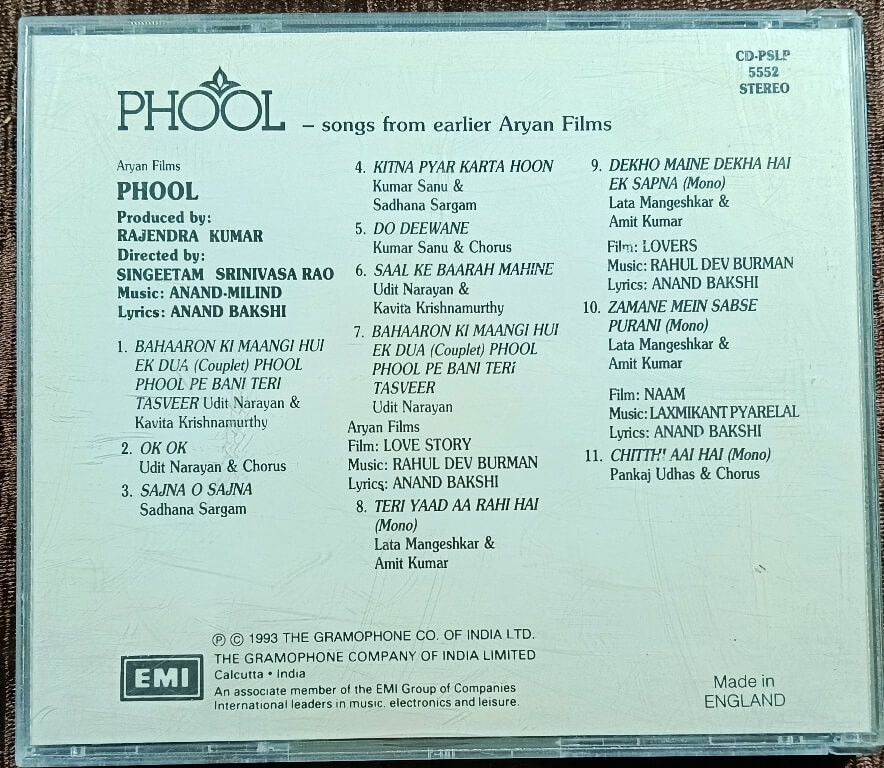 PHOOL – songs from earlier Aryan Films
CD-PSLP
5552
STEREO
Aryan Films
PHOOL
Produced by:
RAJENDRA KUMAR
Directed by:
SINGEETAM SRINIVASA RAO
Music: ANAND-MILIND
Lyrics: ANAND BAKSHI
1. BAHAARON KI MAANGI HUI
EK DUA (Couplet) PHOOL
PHOOL PE BANI TERI
TASVEER Udit Narayan &
Kavita Krishnamurthy
2. OK OK
Udit Narayan & Chorus
3. SAJNA O SAJNA
Sadhana Sargam
4. KITNA PYAR KARTA HOON
Kumar Sanu &
Sadhana Sargam
5. DO DEEWANE
Kumar Sanu & Chorus
6. SAAL KE BAARAH MAHINE
Udit Narayan &
Kavita Krishnamurthy
7. BAHAARON KI MAANGI HUI
EK DUA (Couplet) PHOOL
PHOOL PE BANI TERi
TASVEER
Udit Narayan
Aryan Films
Film: LOVE STORY
Music: RAHUL DEV BURMAN
Lyrics: ANAND BAKSHI
8. TERI YAAD AA RAHI HAI
(Mono)
Lata Mangeshkar &
Amit Kumar
9. DEKHO MAINE DEKHA HAI
EK SAPNA (Mono)
Lata Mangeshkar &
Amit Kumar
Film: LOVERS
Music: RAHUL DEV BURMAN
Lyrics: ANAND BAKSHI
10. ZAMANE MEIN SABSE
PURANI (Mono)
Lata Mangeshkar &
Amit Kumar
Film: NAAM
Music: LAXMIKANT PYARELAL
Lyrics: ANAND BAKSHI
11. CHITTHI AAI HAI (Mono)
Pankaj Udhas & Chorus
Ⓟ © 1993 THE GRAMOPHONE CO. OF INDIA LTD.
EMI
THE GRAMOPHONE COMPANY OF INDIA LIMITED
Calcutta • India
An associate member of the EMI Group of Companies
International leaders in music, electronics and leisure.
Made in
ENGLAND